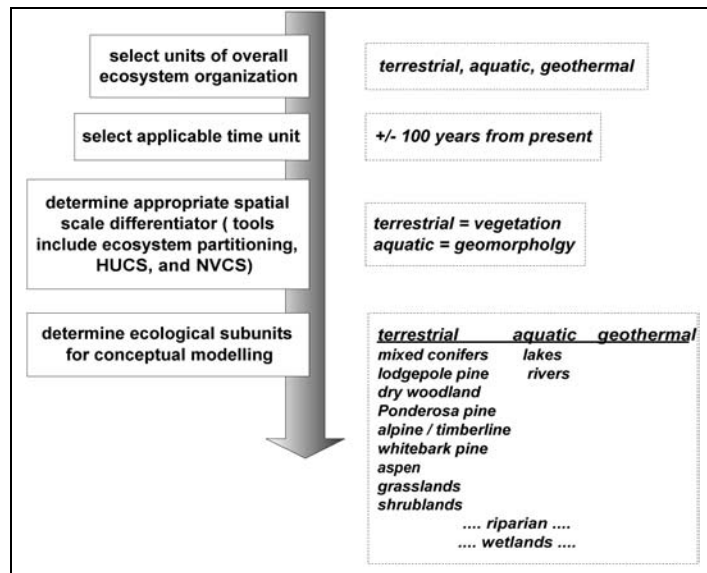 select units of overall
ecosystem organization
terrestrial, aquatic, geothermal
select applicable time unit
+/- 100 years from present
determine appropriate spatial
scale differentiator ( tools
include ecosystem partitioning,
HUCS, and NVCS)
terrestrial = vegetation
aquatic = geomorpholgy
determine ecological subunits
for conceptual modelling
terrestrial aquatic geothermal
mixed conifers lakes
lodgepole pine rivers
dry woodland
Ponderosa pine
alpine / timberline
whitebark pine
aspen
grasslands
shrublands
.... riparian ....
.... wetlands ....